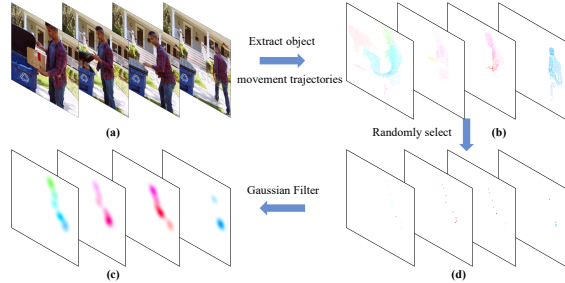 Extract object
movement trajectories
(a)
(b)
Randomly select
Gaussian Filter
(c)
(d)